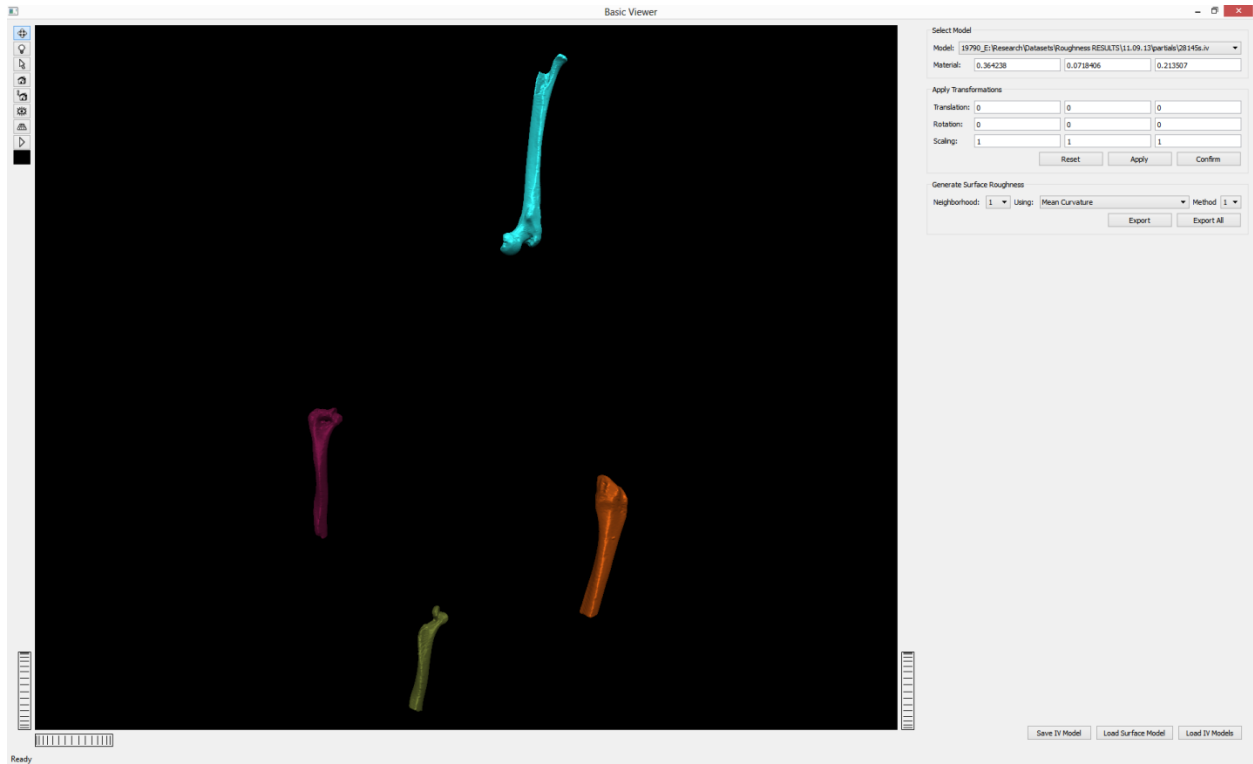 Basic Viewer
Select Model
Model: 19790_E:\Research\Datasets\Roughness RESULTS\11.09.13\partials\28145s.iv
Material: 0.364238 0.0718406 0.213507
Apply Transformations
Translation: 0 0 0
Rotation: 0 0 0
Scaling: 1 1 1
Reset Apply Confirm
Generate Surface Roughness
Neighborhood: 1 Using: Mean Curvature Method 1
Export Export All
Save IV Model Load Surface Model Load IV Models
Ready